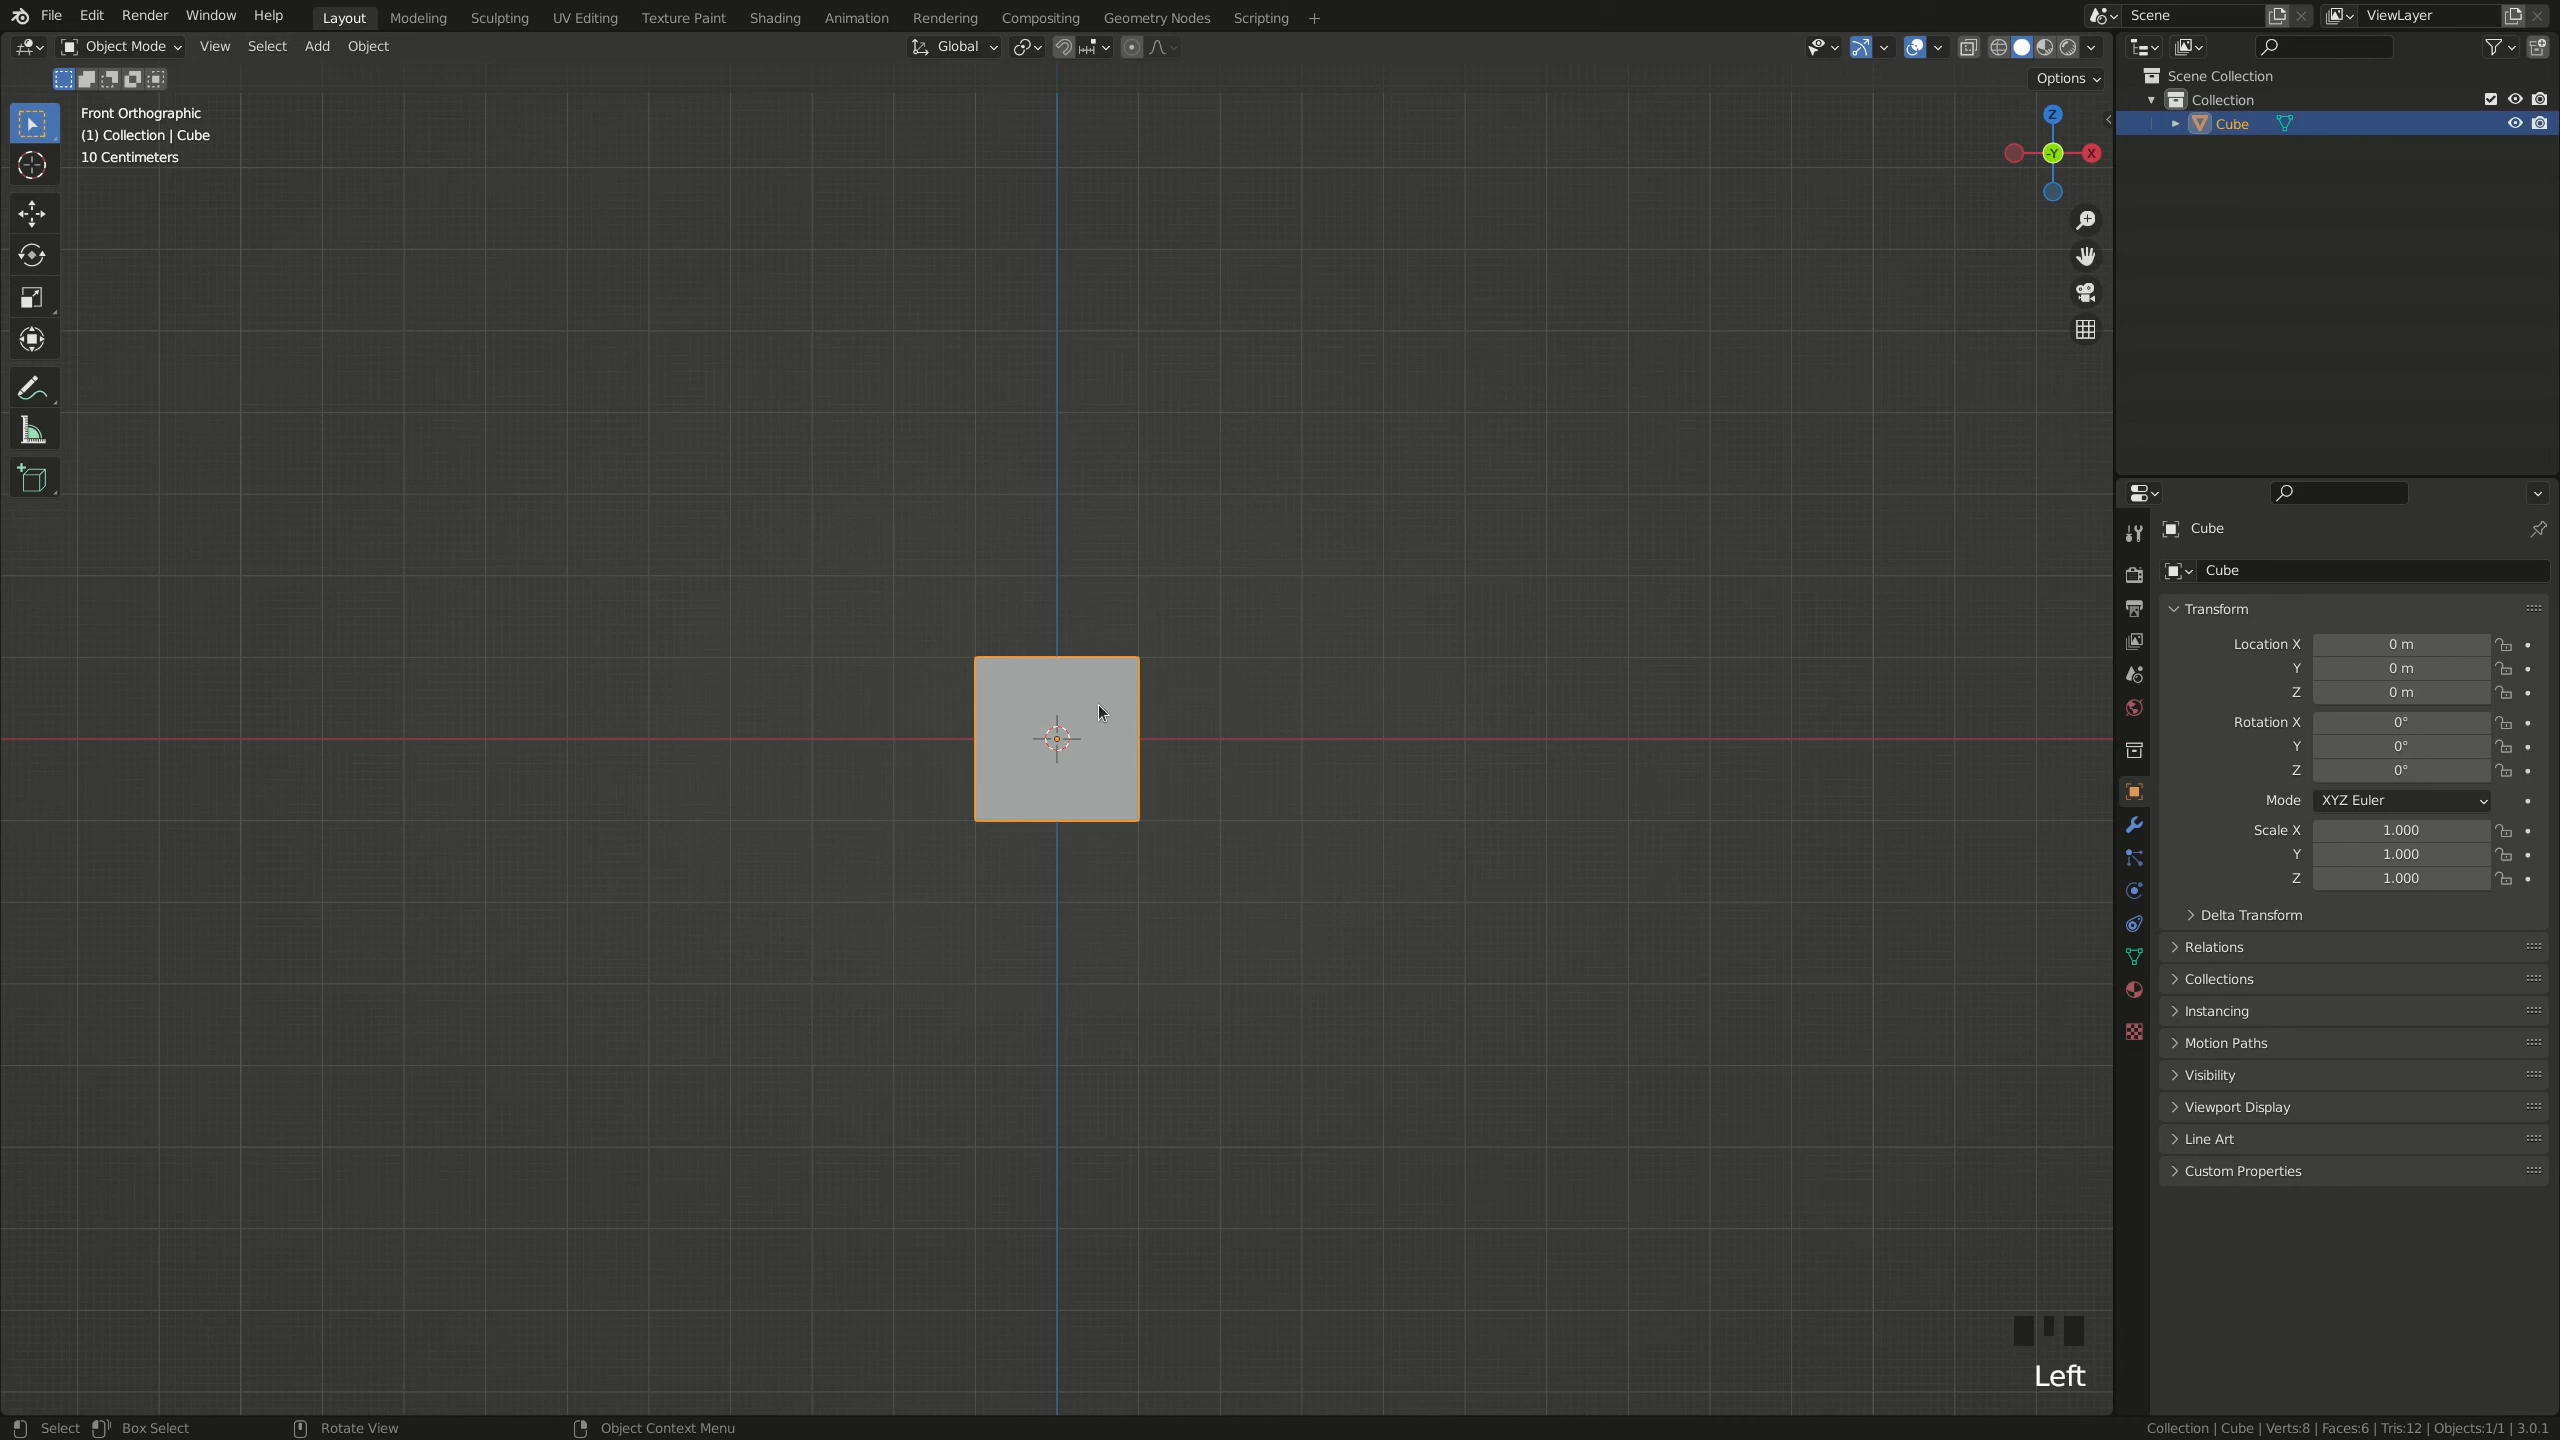 File Edit Render Window Help Layout Modeling Sculpting UV Editing Texture Paint Shading Animation Rendering Compositing Geometry Nodes Scripting + Scene ViewLayer
Object Mode View Select Add Object Global
Options
Front Orthographic
(1) Collection | Cube
10 Centimeters
Z
-Y X
Scene Collection
Collection
Cube
Cube
Cube
Transform
Location X 0 m
Y 0 m
Z 0 m
Rotation X 0°
Y 0°
Z 0°
Mode XYZ Euler
Scale X 1.000
Y 1.000
Z 1.000
Delta Transform
Relations
Collections
Instancing
Motion Paths
Visibility
Viewport Display
Line Art
Custom Properties
Left
Select Box Select Rotate View Object Context Menu Collection | Cube | Verts:8 | Faces:6 | Tris:12 | Objects:1/1 | 3.0.1